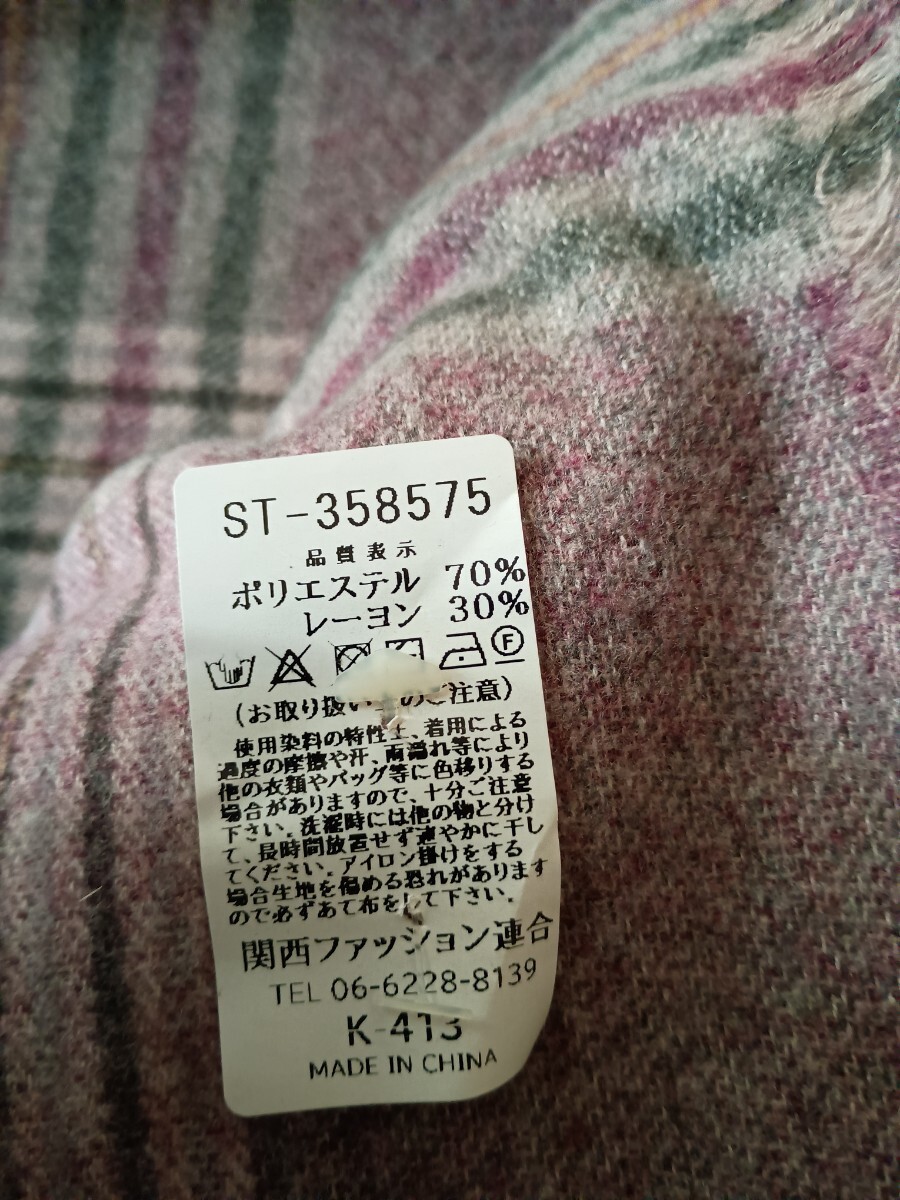 ST-358575
品質表示
ポリエステル 70%
レーヨン 30%
F
(お取り扱い上のご注意)
使用染料の特性上、着用による
過度の摩擦や汗、雨濡れ等により
他の衣類やバッグ等に色移りする
場合がありますので、十分ご注意
下さい。洗濯時には他の物と分け
て、長時間放置せず速やかに干し
てください。アイロン掛けをする
場合生地を傷める恐れがあります
ので必ずあて布をして下さい。
関西ファッション連合
TEL 06-6228-8139
K-413
MADE IN CHINA